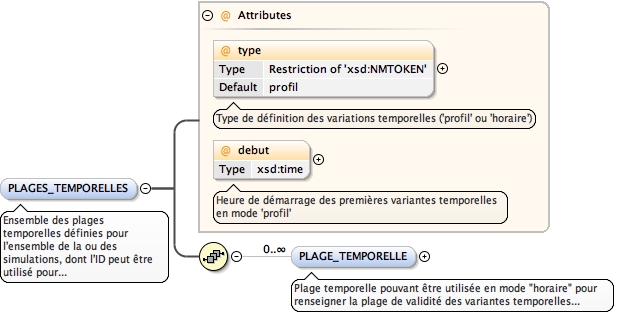 @ Attributes
@ type
Type Restriction of 'xsd:NMTOKEN'
Default profil
Type de définition des variations temporelles ('profil' ou 'horaire')
@ debut
Type xsd:time
Heure de démarrage des premières variantes temporelles
en mode 'profil'
PLAGES_TEMPORELLES
Ensemble des plages
temporelles définies pour
l'ensemble de la ou des
simulations, dont l'ID peut être
utilisé pour...
0..∞
PLAGE_TEMPORELLE
Plage temporelle pouvant être utilisée en mode "horaire" pour
renseigner la plage de validité des variantes temporelles...